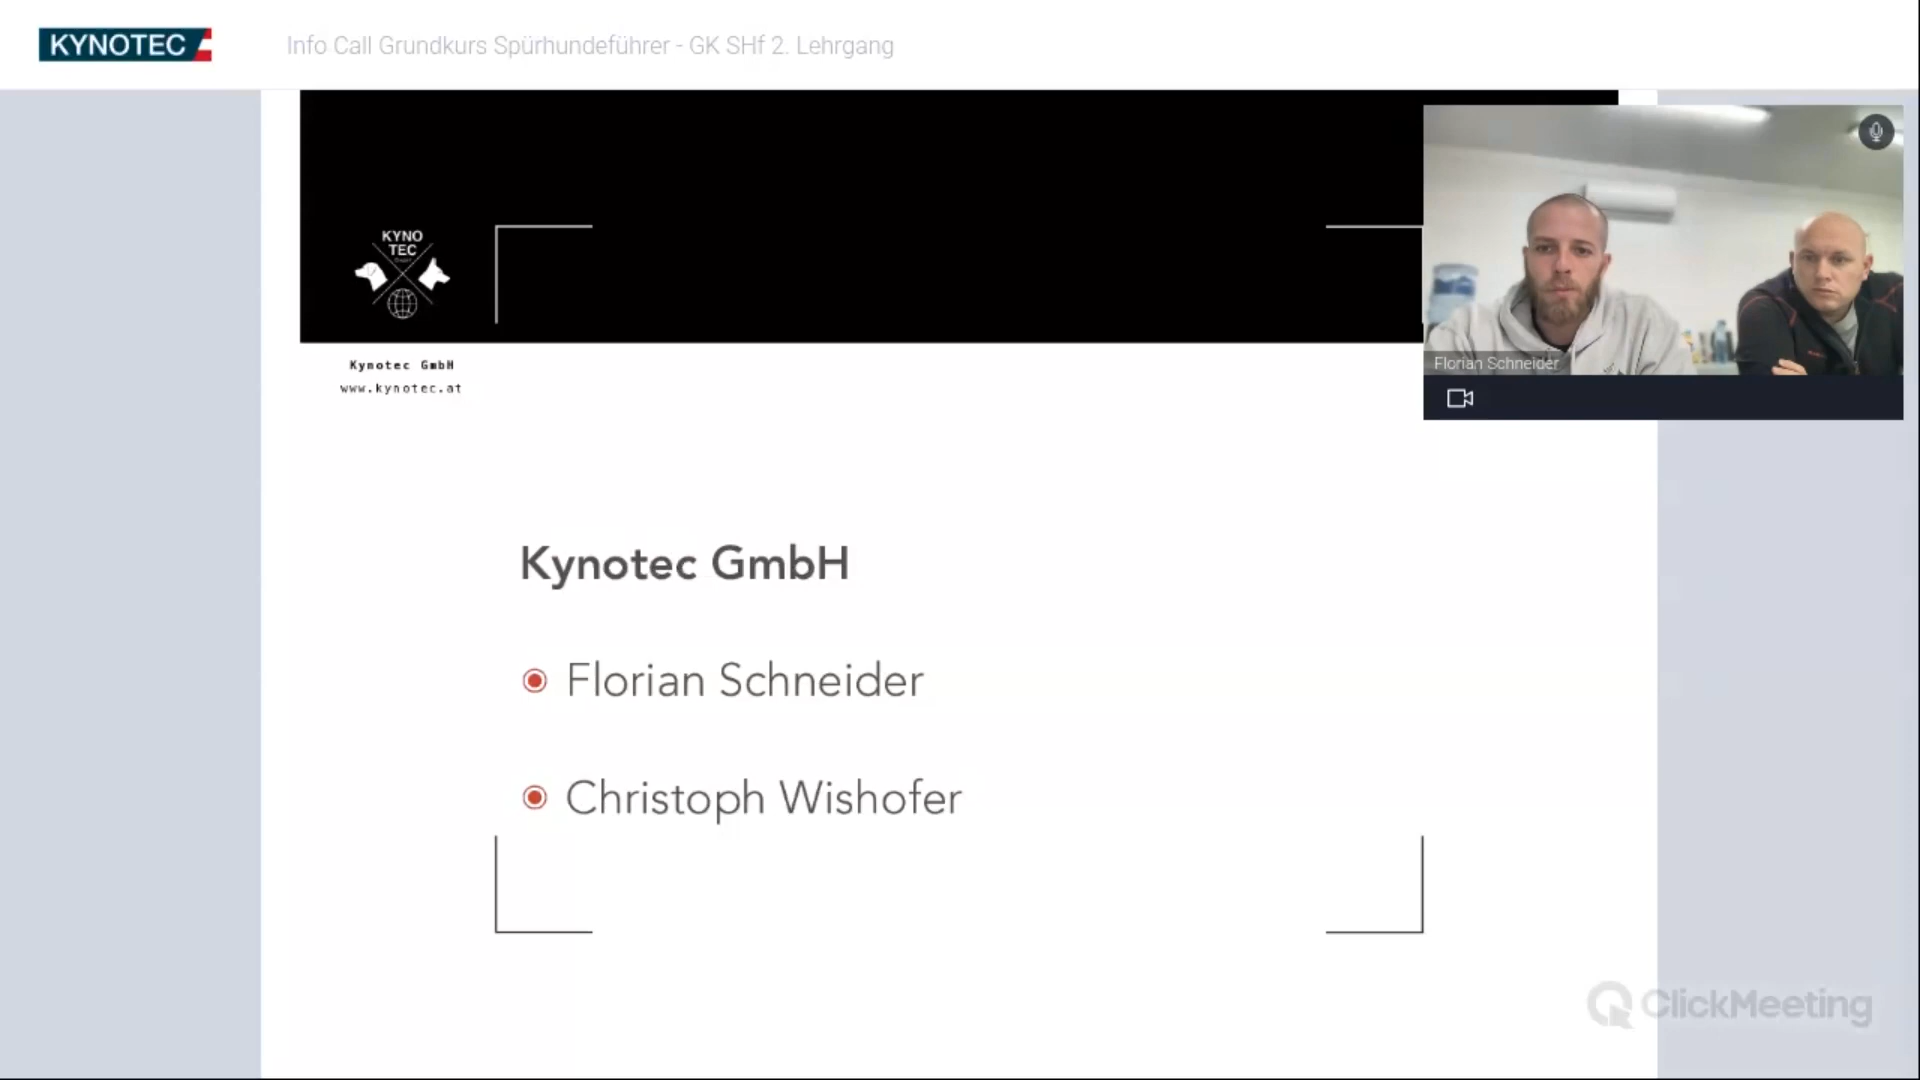 KYNOTEC
Info Call Grundkurs Spürhundeführer - GK SHf 2. Lehrgang
KYNO
TEC
Kynotec GmbH
www.kynotec.at
Florian Schneider
Kynotec GmbH
Florian Schneider
Christoph Wishofer
ClickMeeting